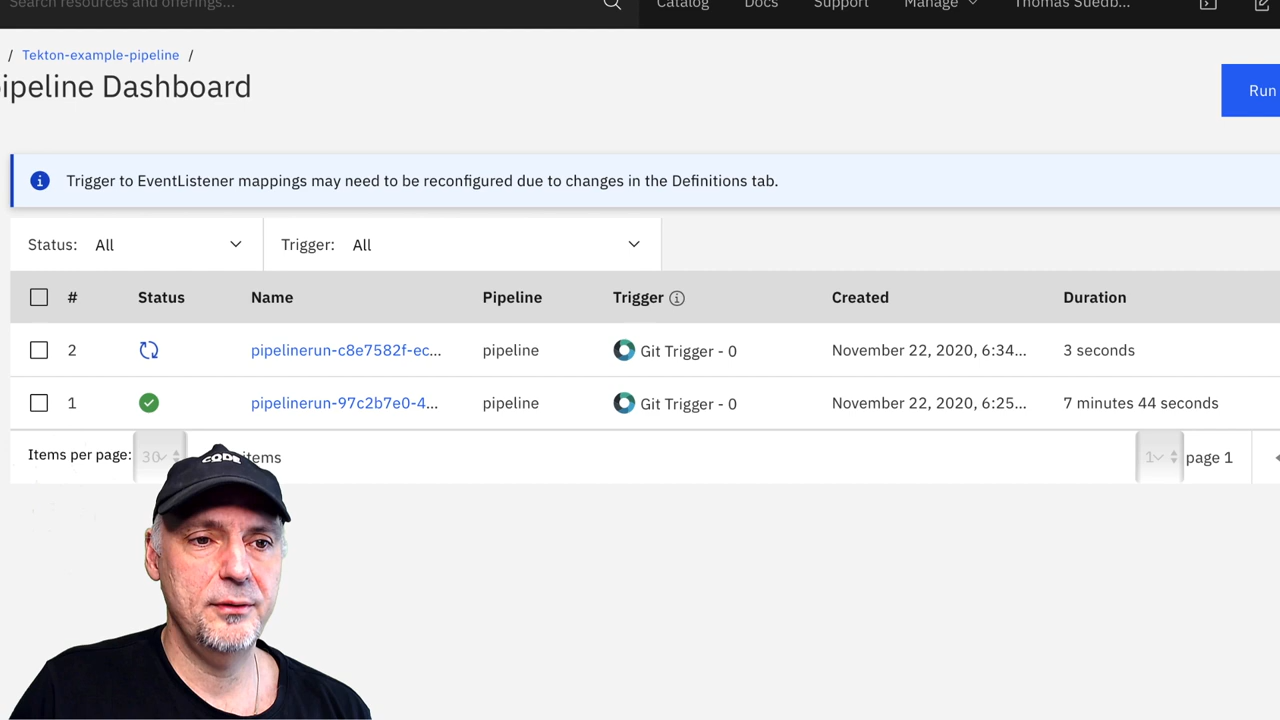 Search resources and offerings...
Catalog
Docs
Support
Manage
Thomas Suedb...
/ Tekton-example-pipeline /
ipeline Dashboard
Run
Trigger to EventListener mappings may need to be reconfigured due to changes in the Definitions tab.
Status: All
Trigger: All
# Status Name Pipeline Trigger Created Duration
2 pipelinerun-c8e7582f-ec... pipeline Git Trigger - 0 November 22, 2020, 6:34... 3 seconds
1 pipelinerun-97c2b7e0-4... pipeline Git Trigger - 0 November 22, 2020, 6:25... 7 minutes 44 seconds
Items per page: 30 items
1 page 1
CODE